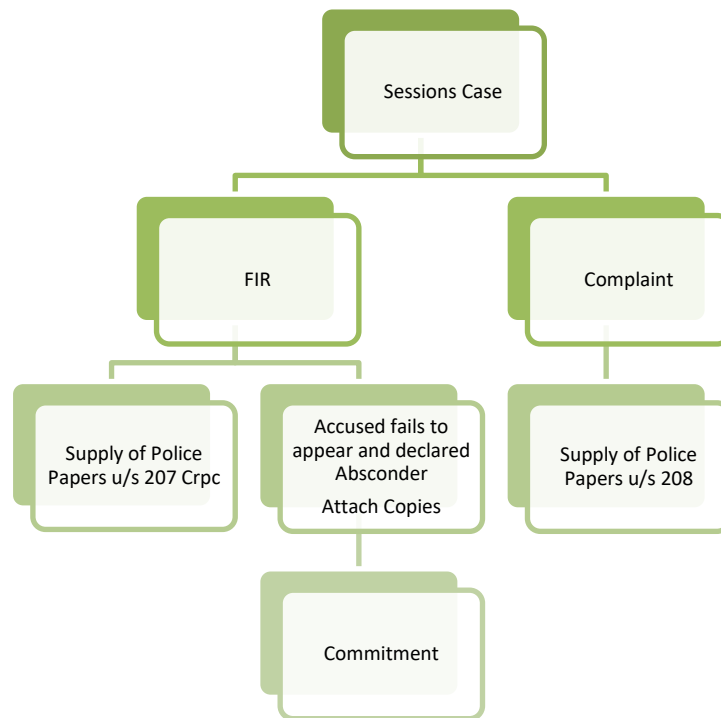 Sessions Case
FIR
Complaint
Supply of Police
Papers u/s 207 Crpc
Accused fails to
appear and declared
Absconder
Attach Copies
Supply of Police
Papers u/s 208
Commitment